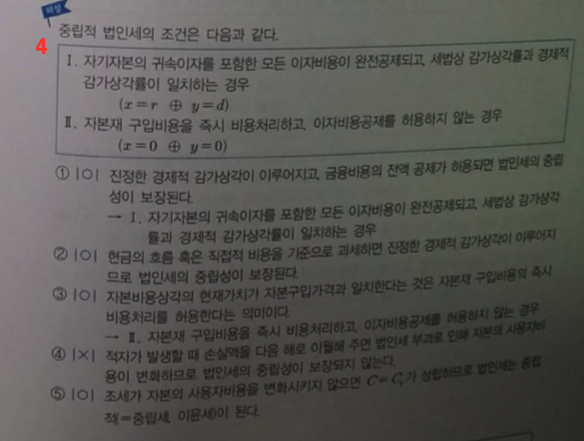 해설
중립적 법인세의 조건은 다음과 같다.
4
Ⅰ. 자기자본의 귀속이자를 포함한 모든 이자비용이 완전공제되고, 세법상 감가상각률과 경제적
감가상각률이 일치하는 경우
(x = r ⊕ y = d)
Ⅱ. 자본재 구입비용을 즉시 비용처리하고, 이자비용공제를 허용하지 않는 경우
(x = 0 ⊕ y = 0)
① |O| 진정한 경제적 감가상각이 이루어지고, 금융비용의 전액 공제가 허용되면 법인세의 중립
성이 보장된다.
→ Ⅰ. 자기자본의 귀속이자를 포함한 모든 이자비용이 완전공제되고, 세법상 감가상각
률과 경제적 감가상각률이 일치하는 경우
② |O| 현금의 흐름 혹은 직접적 비용을 기준으로 과세하면 진정한 경제적 감가상각이 이루어지
므로 법인세의 중립성이 보장된다.
③ |O| 자본비용상각의 현재가치가 자본구입가격과 일치한다는 것은 자본재 구입비용의 즉시
비용처리를 허용한다는 의미이다.
→ Ⅱ. 자본재 구입비용을 즉시 비용처리하고, 이자비용공제를 허용하지 않는 경우
④ |×| 적자가 발생할 때 손실액을 다음 해로 이월해 주면 법인세 부과로 인해 자본의 사용자비
용이 변화하므로 법인세의 중립성이 보장되지 않는다.
⑤ |O| 조세가 자본의 사용자비용을 변화시키지 않으면 가 성립하므로 법인세는 중립
적(=중립세, 이윤세)이 된다.